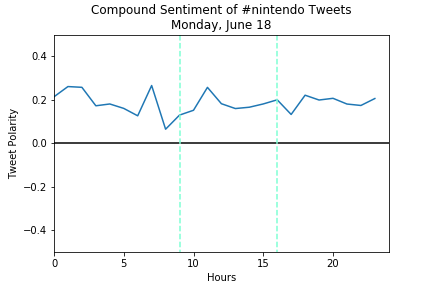 Compound Sentiment of #nintendo Tweets
Monday, June 18
0.4
0.2
0.0
−0.2
−0.4
Tweet Polarity
0 5 10 15 20
Hours